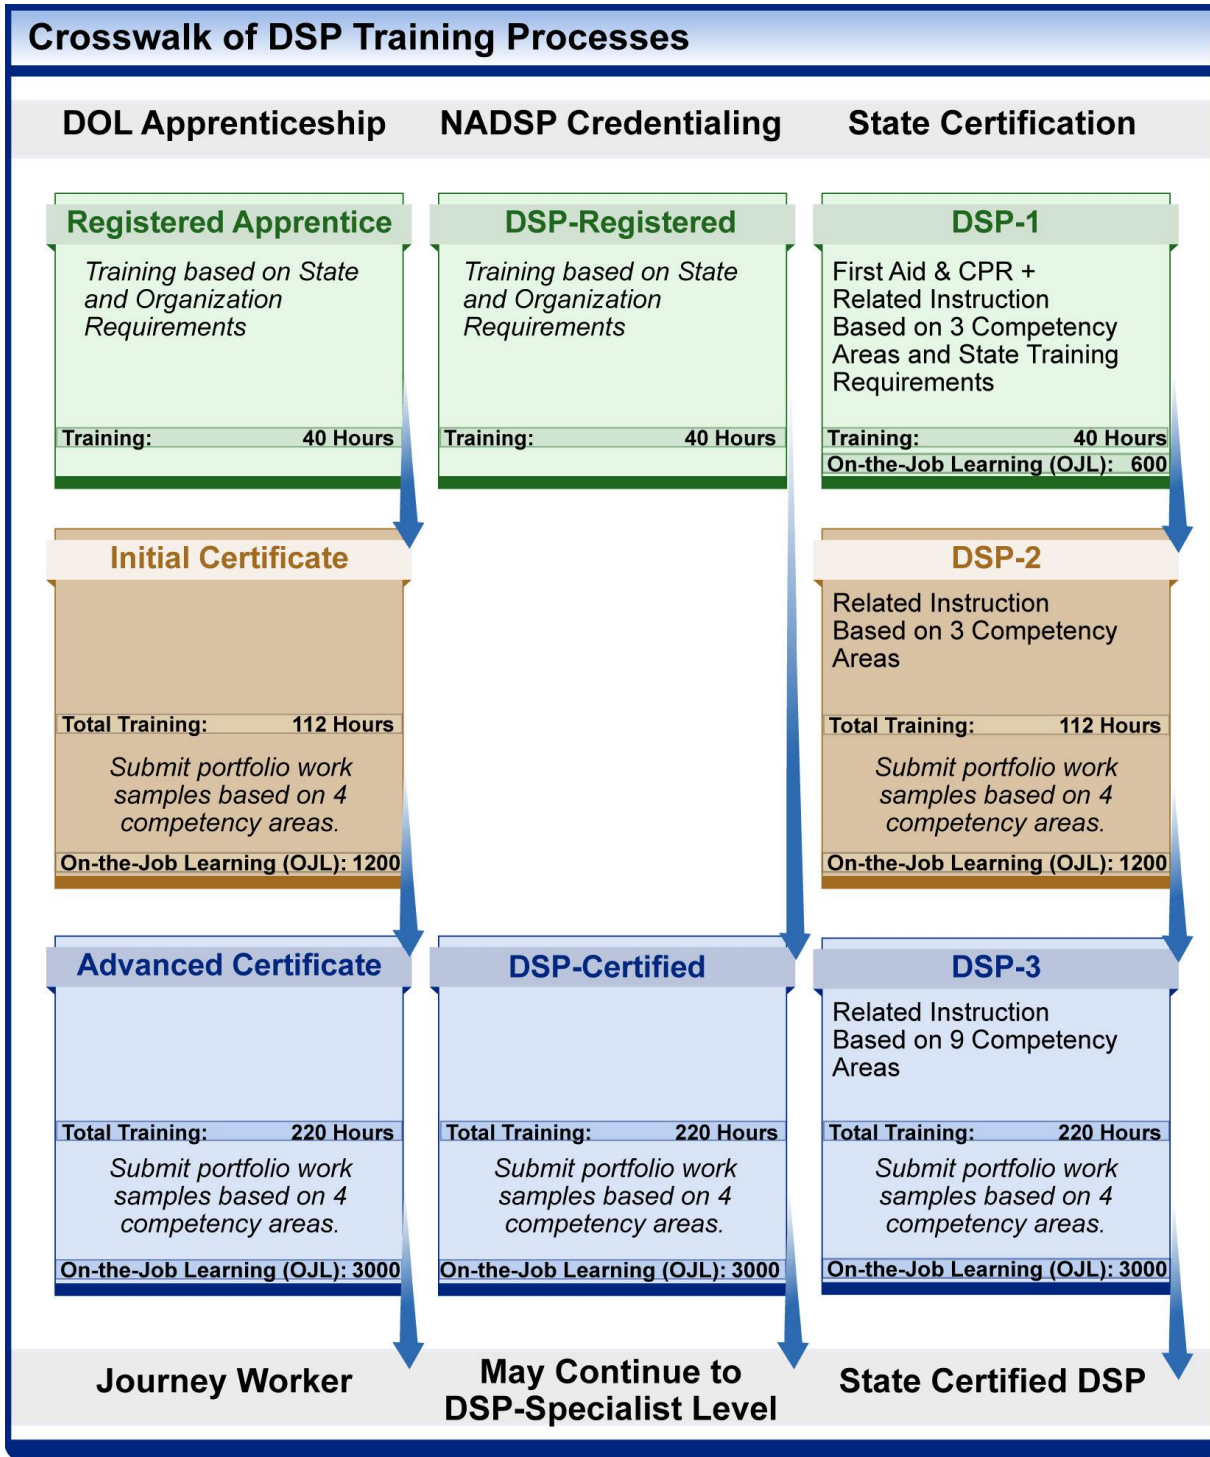 Crosswalk of DSP Training Processes
DOL Apprenticeship
NADSP Credentialing
State Certification
Registered Apprentice
Training based on State
and Organization
Requirements
Training: 40 Hours
DSP-Registered
Training based on State
and Organization
Requirements
Training: 40 Hours
DSP-1
First Aid & CPR +
Related Instruction
Based on 3 Competency
Areas and State Training
Requirements
Training: 40 Hours
On-the-Job Learning (OJL): 600
Initial Certificate
Total Training: 112 Hours
Submit portfolio work
samples based on 4
competency areas.
On-the-Job Learning (OJL): 1200
DSP-2
Related Instruction
Based on 3 Competency
Areas
Total Training: 112 Hours
Submit portfolio work
samples based on 4
competency areas.
On-the-Job Learning (OJL): 1200
Advanced Certificate
Total Training: 220 Hours
Submit portfolio work
samples based on 4
competency areas.
On-the-Job Learning (OJL): 3000
DSP-Certified
Total Training: 220 Hours
Submit portfolio work
samples based on 4
competency areas.
On-the-Job Learning (OJL): 3000
DSP-3
Related Instruction
Based on 9 Competency
Areas
Total Training: 220 Hours
Submit portfolio work
samples based on 4
competency areas.
On-the-Job Learning (OJL): 3000
Journey Worker
May Continue to
DSP-Specialist Level
State Certified DSP